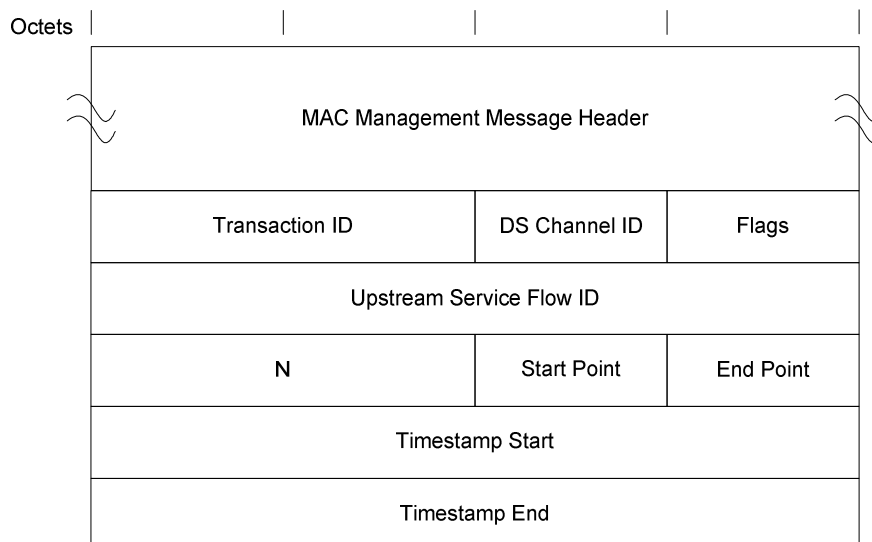 Octets
MAC Management Message Header
Transaction ID
DS Channel ID
Flags
Upstream Service Flow ID
N
Start Point
End Point
Timestamp Start
Timestamp End